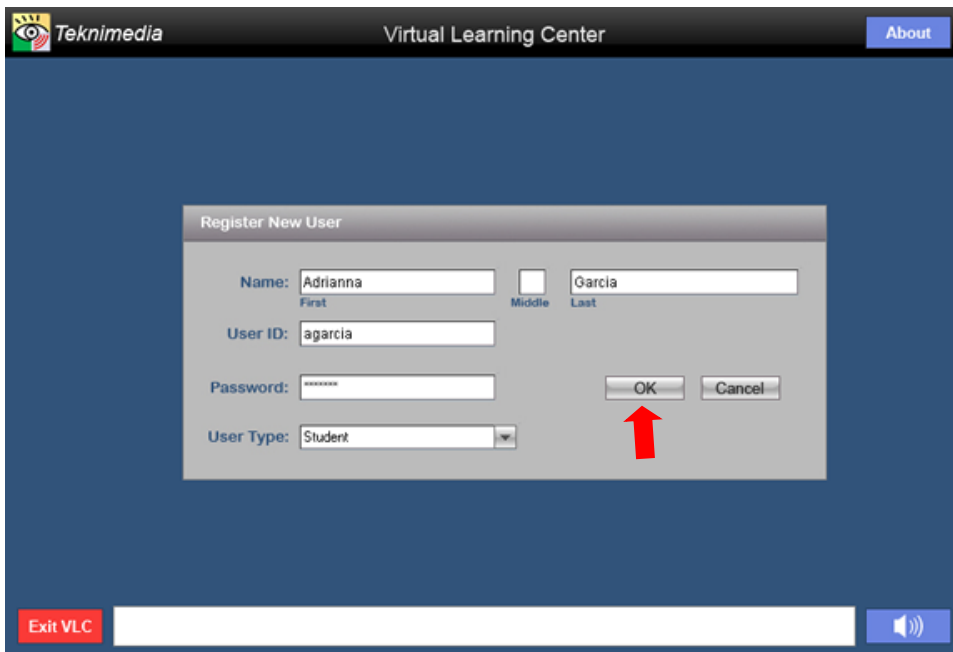 Teknimedia Virtual Learning Center About
Register New User
Name: Adrianna Garcia
First Middle Last
User ID: agarcia
Password: *******
OK Cancel
User Type: Student
Exit VLC